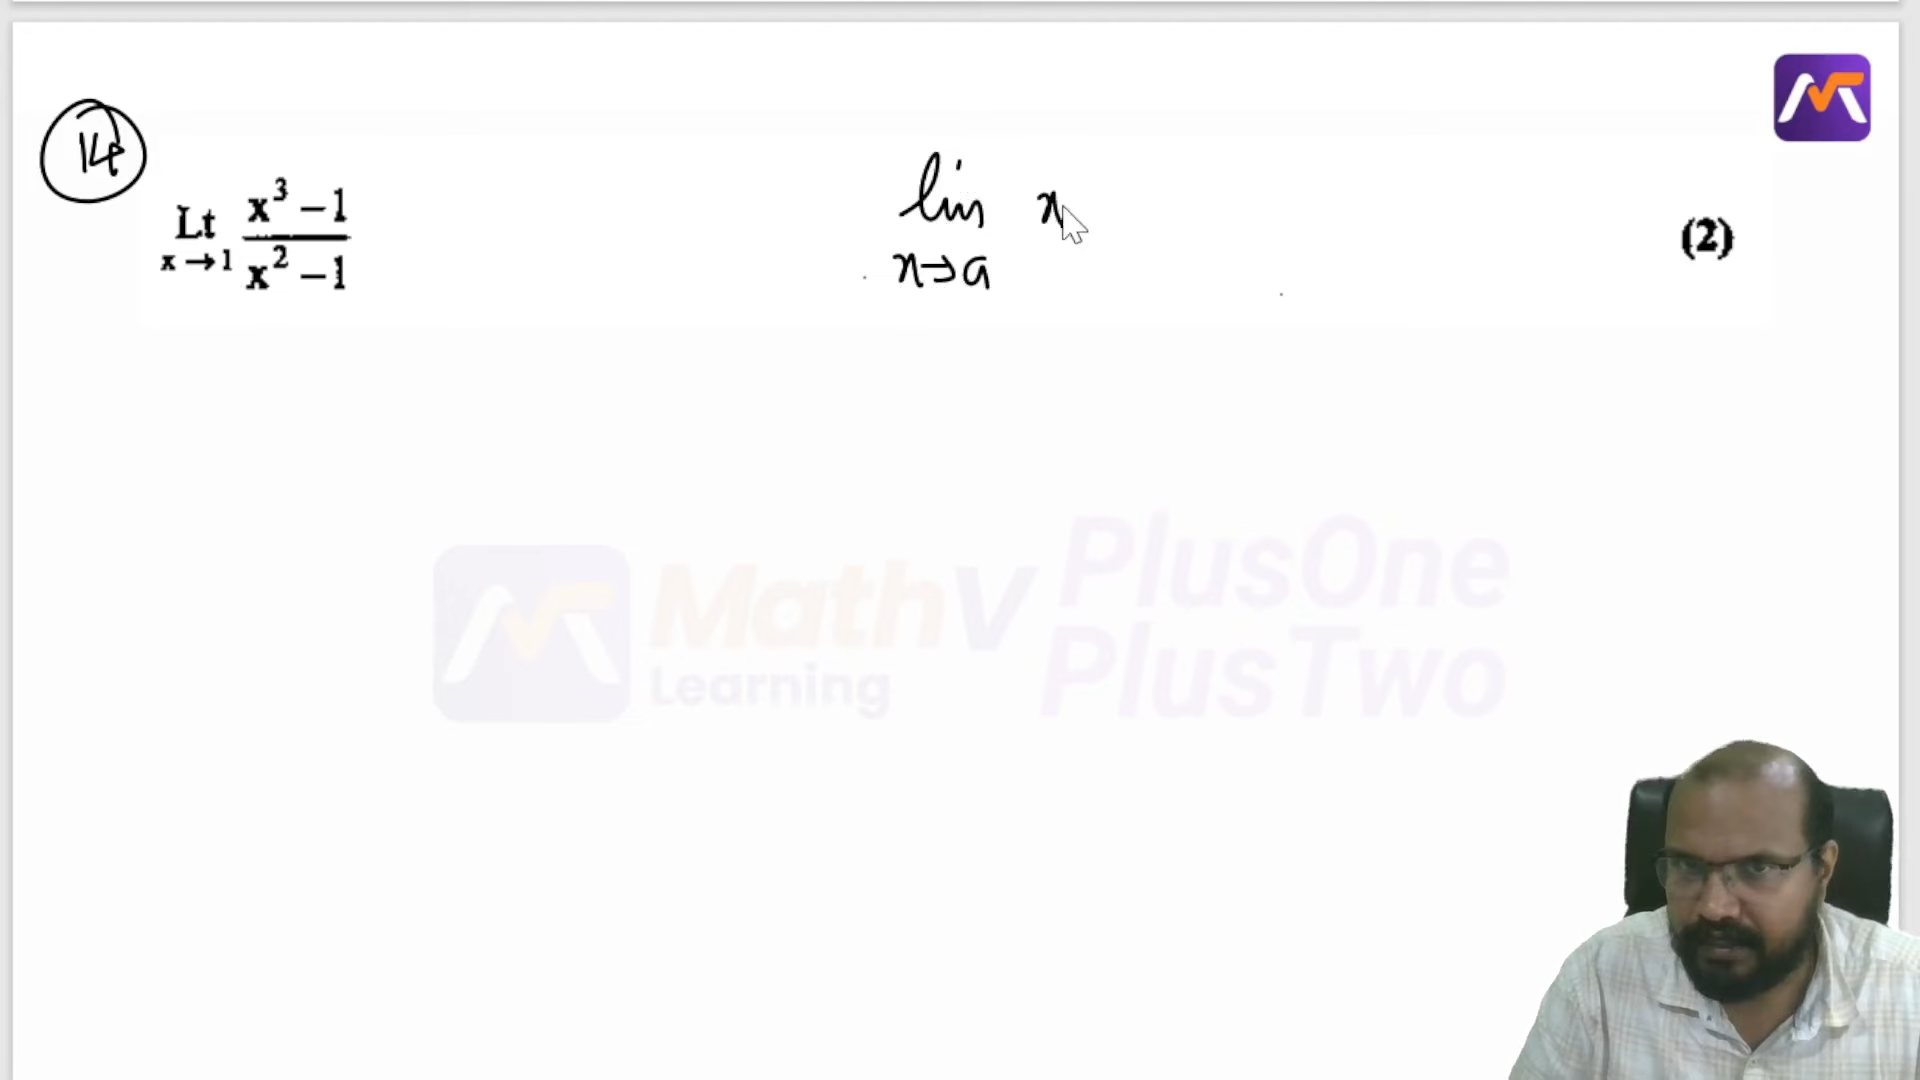 14
Lt x³ – 1
x → 1 x² – 1
lim x
x → a
(2)
MathV PlusOne
Learning PlusTwo